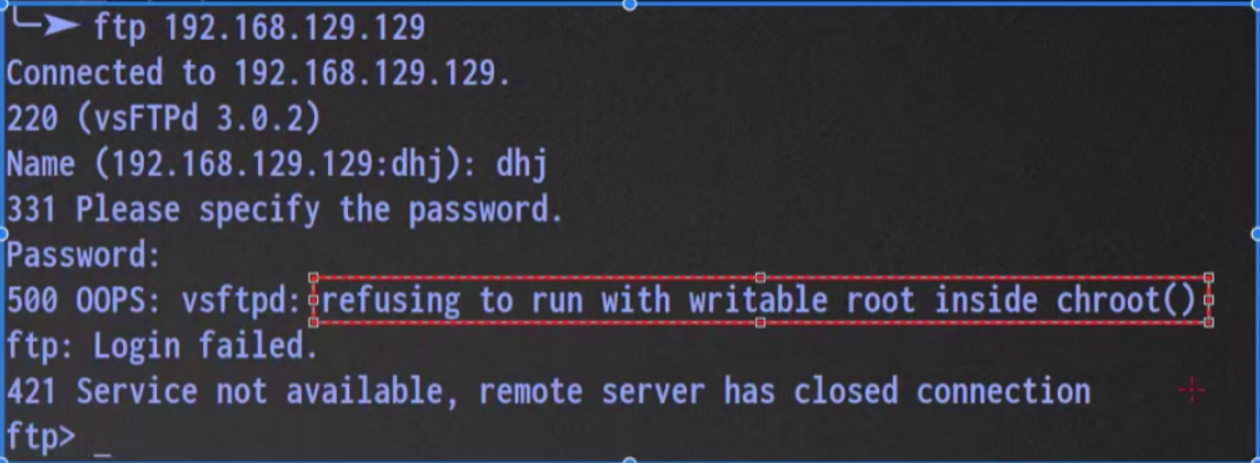 ftp 192.168.129.129
Connected to 192.168.129.129.
220 (vsFTPd 3.0.2)
Name (192.168.129.129:dhj): dhj
331 Please specify the password.
Password:
500 OOPS: vsftpd: refusing to run with writable root inside chroot()
ftp: Login failed.
421 Service not available, remote server has closed connection
ftp> _